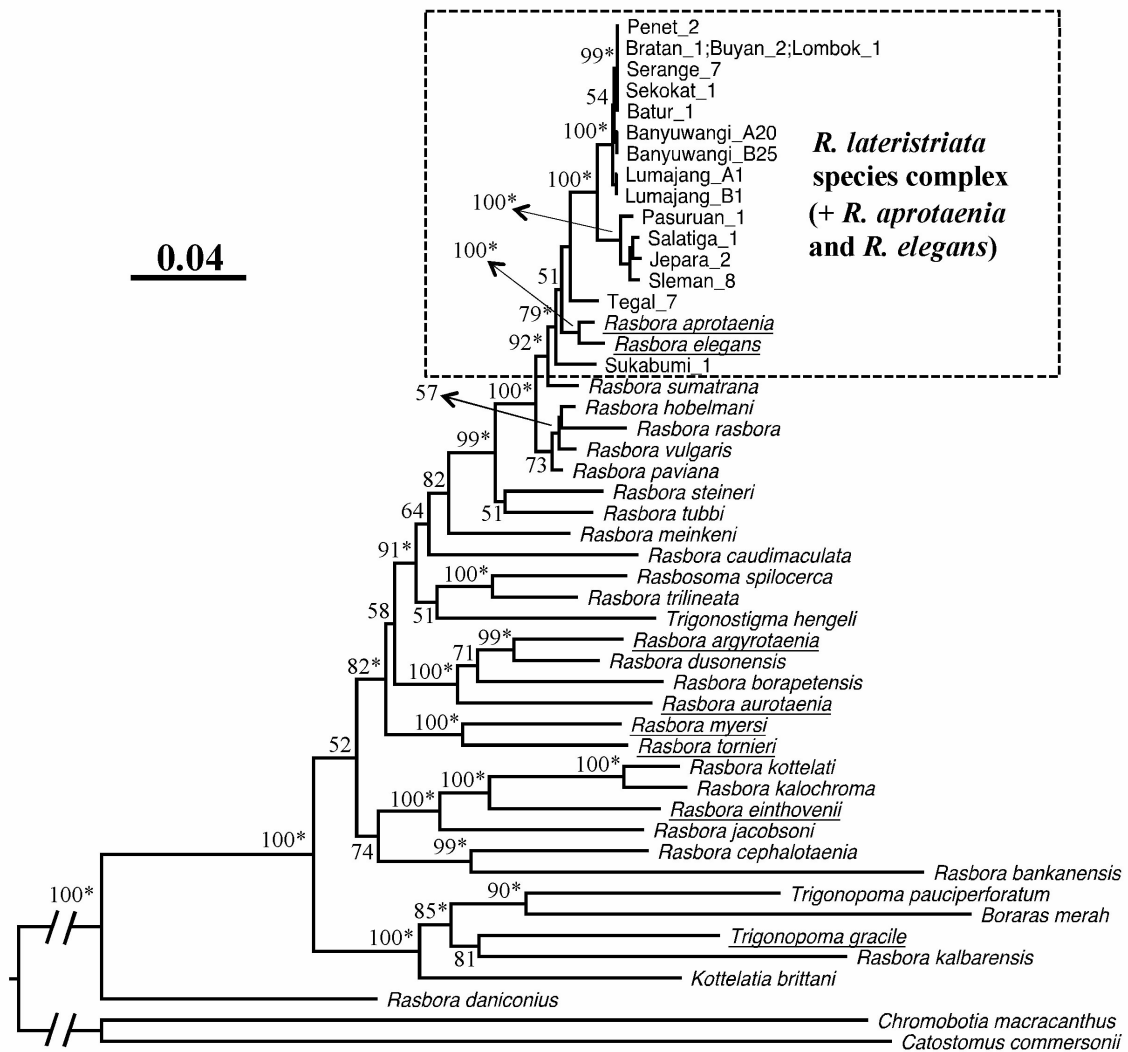 Penet_2
99*
Bratan_1;Buyan_2;Lombok_1
Serange_7
54
Sekokat_1
Batur_1
100*
Banyuwangi_A20
Banyuwangi_B25
R. lateristriata
species complex
(+ R. aprotaenia
and R. elegans)
100*
Lumajang_A1
Lumajang_B1
100*
Pasuruan_1
Salatiga_1
100*
Jepara_2
Sleman_8
0.04
51
Tegal_7
79*
Rasbora aprotaenia
92*
Rasbora elegans
Sukabumi_1
57
100*
Rasbora sumatrana
Rasbora hobelmani
Rasbora rasbora
99*
Rasbora vulgaris
73
Rasbora paviana
82
Rasbora steineri
64
51
Rasbora tubbi
Rasbora meinkeni
91*
Rasbora caudimaculata
100*
Rasbosoma spilocerca
Rasbora trilineata
58
51
Trigonostigma hengeli
99*
Rasbora argyrotaenia
71
Rasbora dusonensis
82*
100*
Rasbora borapetensis
Rasbora aurotaenia
100*
Rasbora myersi
52
Rasbora tornieri
100*
Rasbora kottelati
100*
Rasbora kalochroma
100*
Rasbora einthovenii
Rasbora jacobsoni
100*
74
99*
Rasbora cephalotaenia
Rasbora bankanensis
100*
90*
Trigonopoma pauciperforatum
85*
Boraras merah
100*
Trigonopoma gracile
81
Rasbora kalbarensis
Kottelatia brittani
Rasbora daniconius
Chromobotia macracanthus
Catostomus commersonii